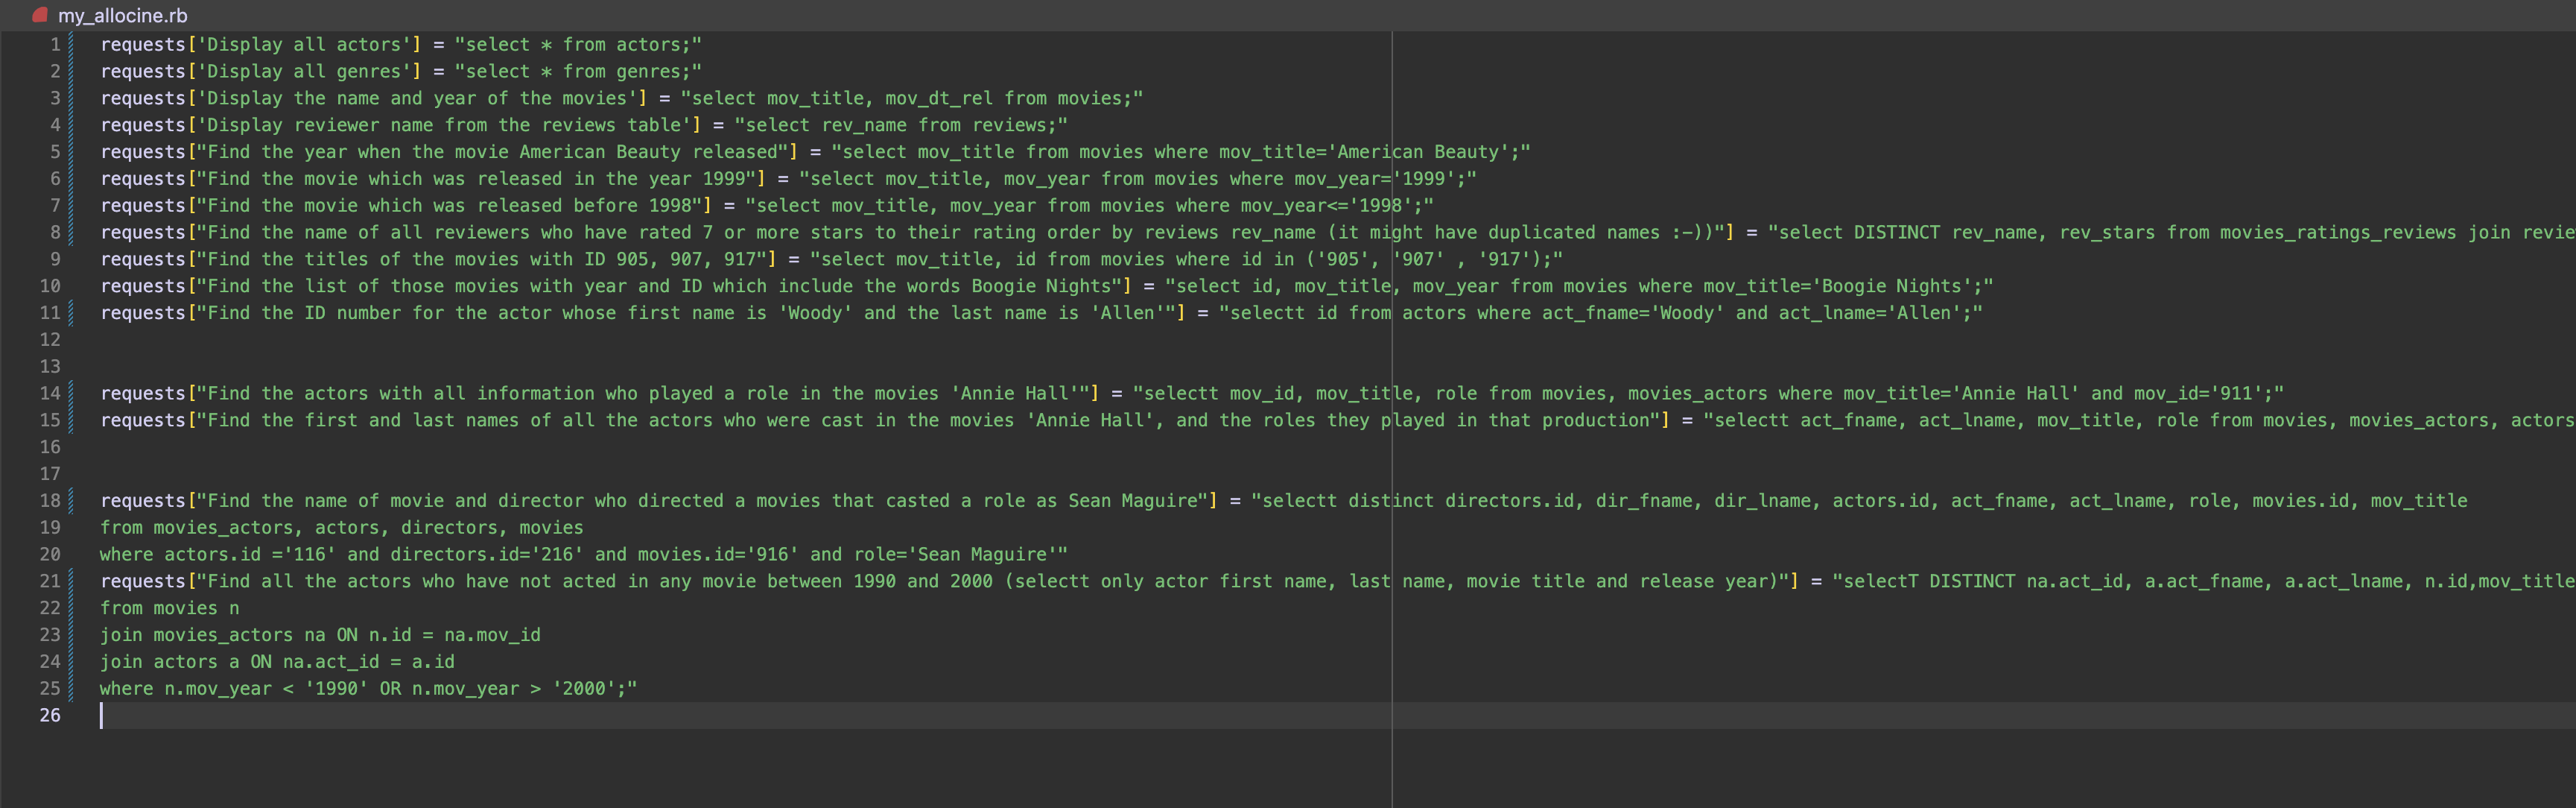 my_allocine.rb
1 requests['Display all actors'] = "select * from actors;"
2 requests['Display all genres'] = "select * from genres;"
3 requests['Display the name and year of the movies'] = "select mov_title, mov_dt_rel from movies;"
4 requests['Display reviewer name from the reviews table'] = "select rev_name from reviews;"
5 requests["Find the year when the movie American Beauty released"] = "select mov_title from movies where mov_title='American Beauty';"
6 requests["Find the movie which was released in the year 1999"] = "select mov_title, mov_year from movies where mov_year='1999';"
7 requests["Find the movie which was released before 1998"] = "select mov_title, mov_year from movies where mov_year<='1998';"
8 requests["Find the name of all reviewers who have rated 7 or more stars to their rating order by reviews rev_name (it might have duplicated names :-))"] = "select DISTINCT rev_name, rev_stars from movies_ratings_reviews join revie
9 requests["Find the titles of the movies with ID 905, 907, 917"] = "select mov_title, id from movies where id in ('905', '907' , '917');"
10 requests["Find the list of those movies with year and ID which include the words Boogie Nights"] = "select id, mov_title, mov_year from movies where mov_title='Boogie Nights';"
11 requests["Find the ID number for the actor whose first name is 'Woody' and the last name is 'Allen'"] = "selectt id from actors where act_fname='Woody' and act_lname='Allen';"
12
13
14 requests["Find the actors with all information who played a role in the movies 'Annie Hall'"] = "selectt mov_id, mov_title, role from movies, movies_actors where mov_title='Annie Hall' and mov_id='911';"
15 requests["Find the first and last names of all the actors who were cast in the movies 'Annie Hall', and the roles they played in that production"] = "selectt act_fname, act_lname, mov_title, role from movies, movies_actors, actors
16
17
18 requests["Find the name of movie and director who directed a movies that casted a role as Sean Maguire"] = "selectt distinct directors.id, dir_fname, dir_lname, actors.id, act_fname, act_lname, role, movies.id, mov_title
19 from movies_actors, actors, directors, movies
20 where actors.id ='116' and directors.id='216' and movies.id='916' and role='Sean Maguire'"
21 requests["Find all the actors who have not acted in any movie between 1990 and 2000 (selectt only actor first name, last name, movie title and release year)"] = "selectT DISTINCT na.act_id, a.act_fname, a.act_lname, n.id,mov_title
22 from movies n
23 join movies_actors na ON n.id = na.mov_id
24 join actors a ON na.act_id = a.id
25 where n.mov_year < '1990' OR n.mov_year > '2000';"
26